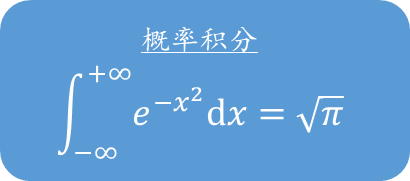 概率积分
∫_{-∞}^{+∞} e^{-x^2} dx = √π